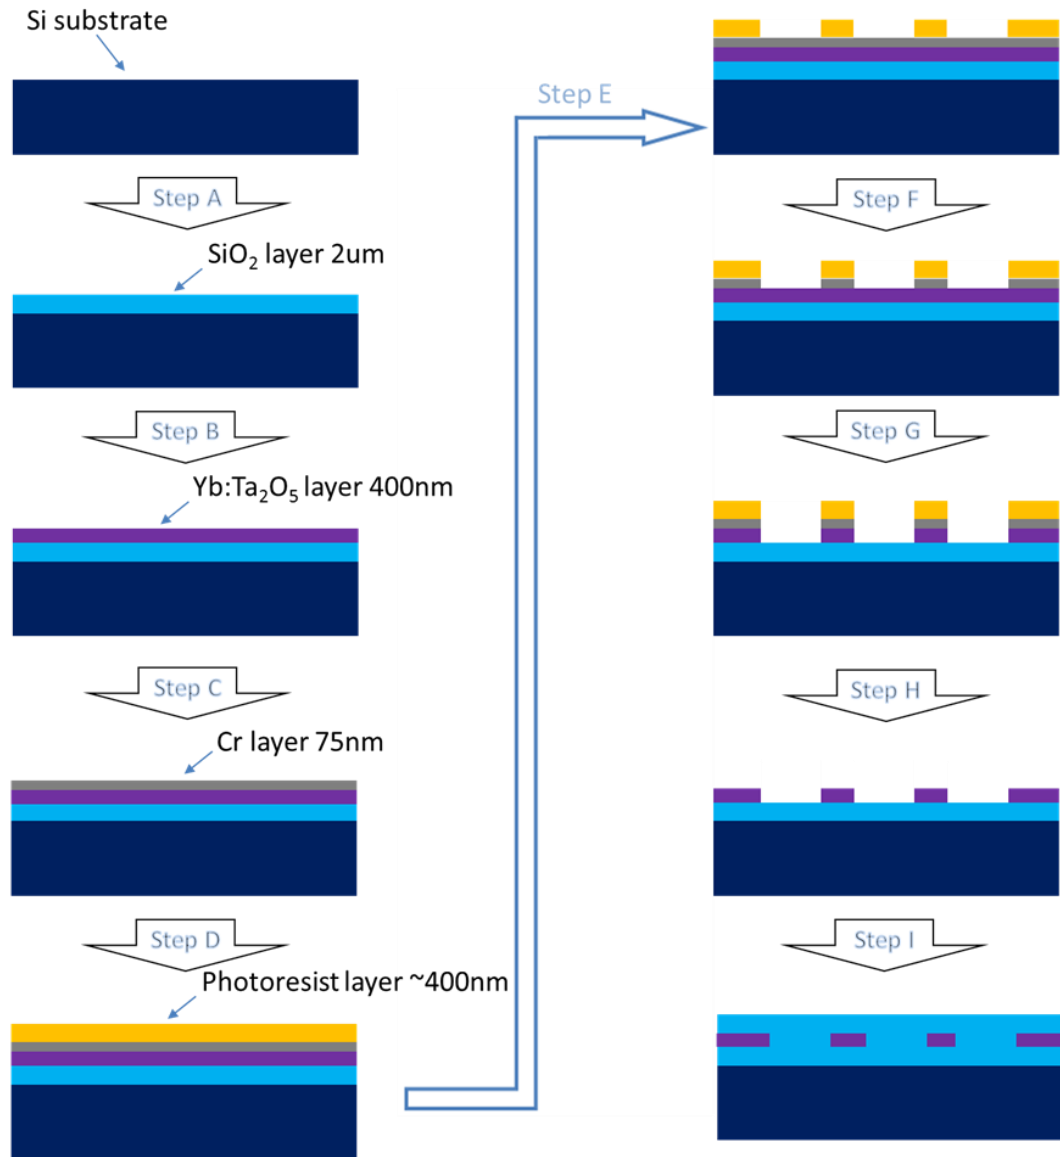 Si substrate
Step A
SiO₂ layer 2um
Step B
Yb:Ta₂O₅ layer 400nm
Step C
Cr layer 75nm
Step D
Photoresist layer ~400nm
Step E
Step F
Step G
Step H
Step I